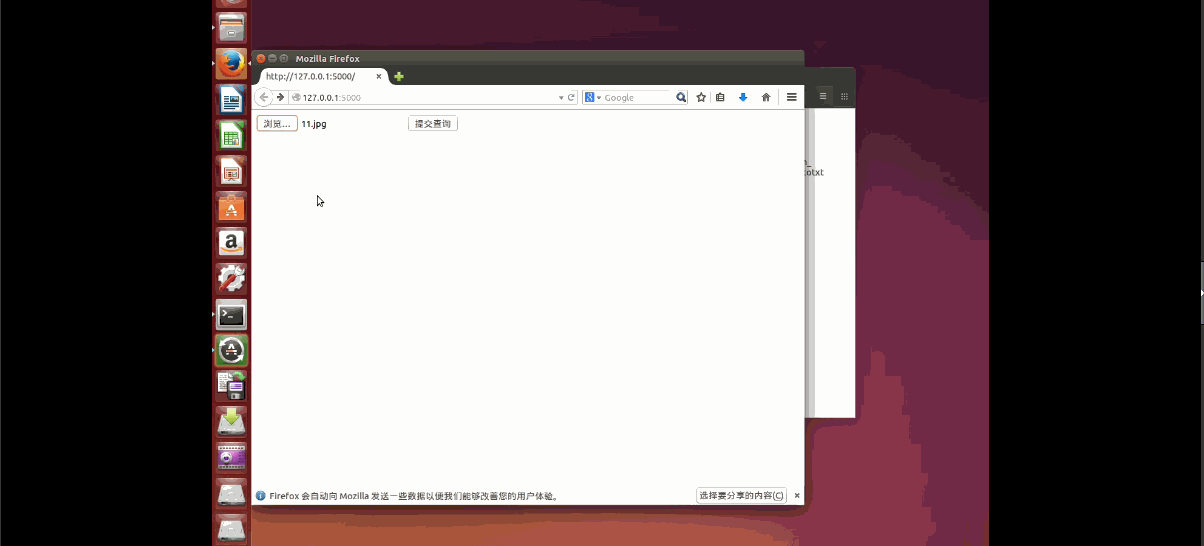 Mozilla Firefox
http://127.0.0.1:5000/
127.0.0.1:5000
Google
浏览… 11.jpg 提交查询
otxt
Firefox 会自动向 Mozilla 发送一些数据以便我们能够改善您的用户体验。 选择要分享的内容(C)